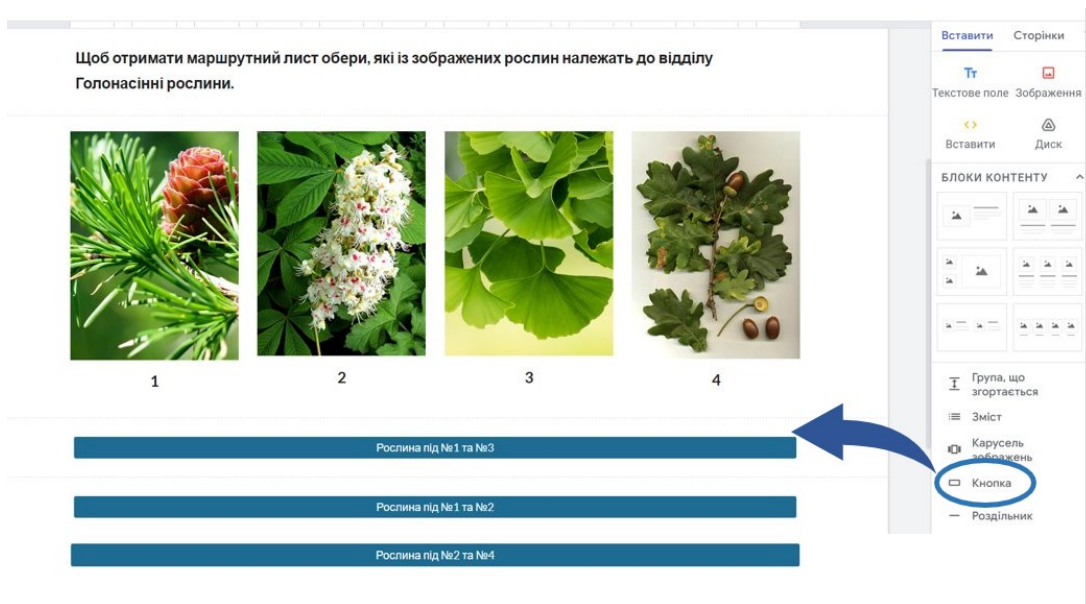 Щоб отримати маршрутний лист обери, які із зображених рослин належать до відділу
Голонасінні рослини.
1
2
3
4
Рослина під №1 та №3
Рослина під №1 та №2
Рослина під №2 та №4
Вставити Сторінки
Тт
Текстове поле Зображення
Вставити Диск
БЛОКИ КОНТЕНТУ
Група, що
згортається
Зміст
Карусель
зображень
Кнопка
Роздільник